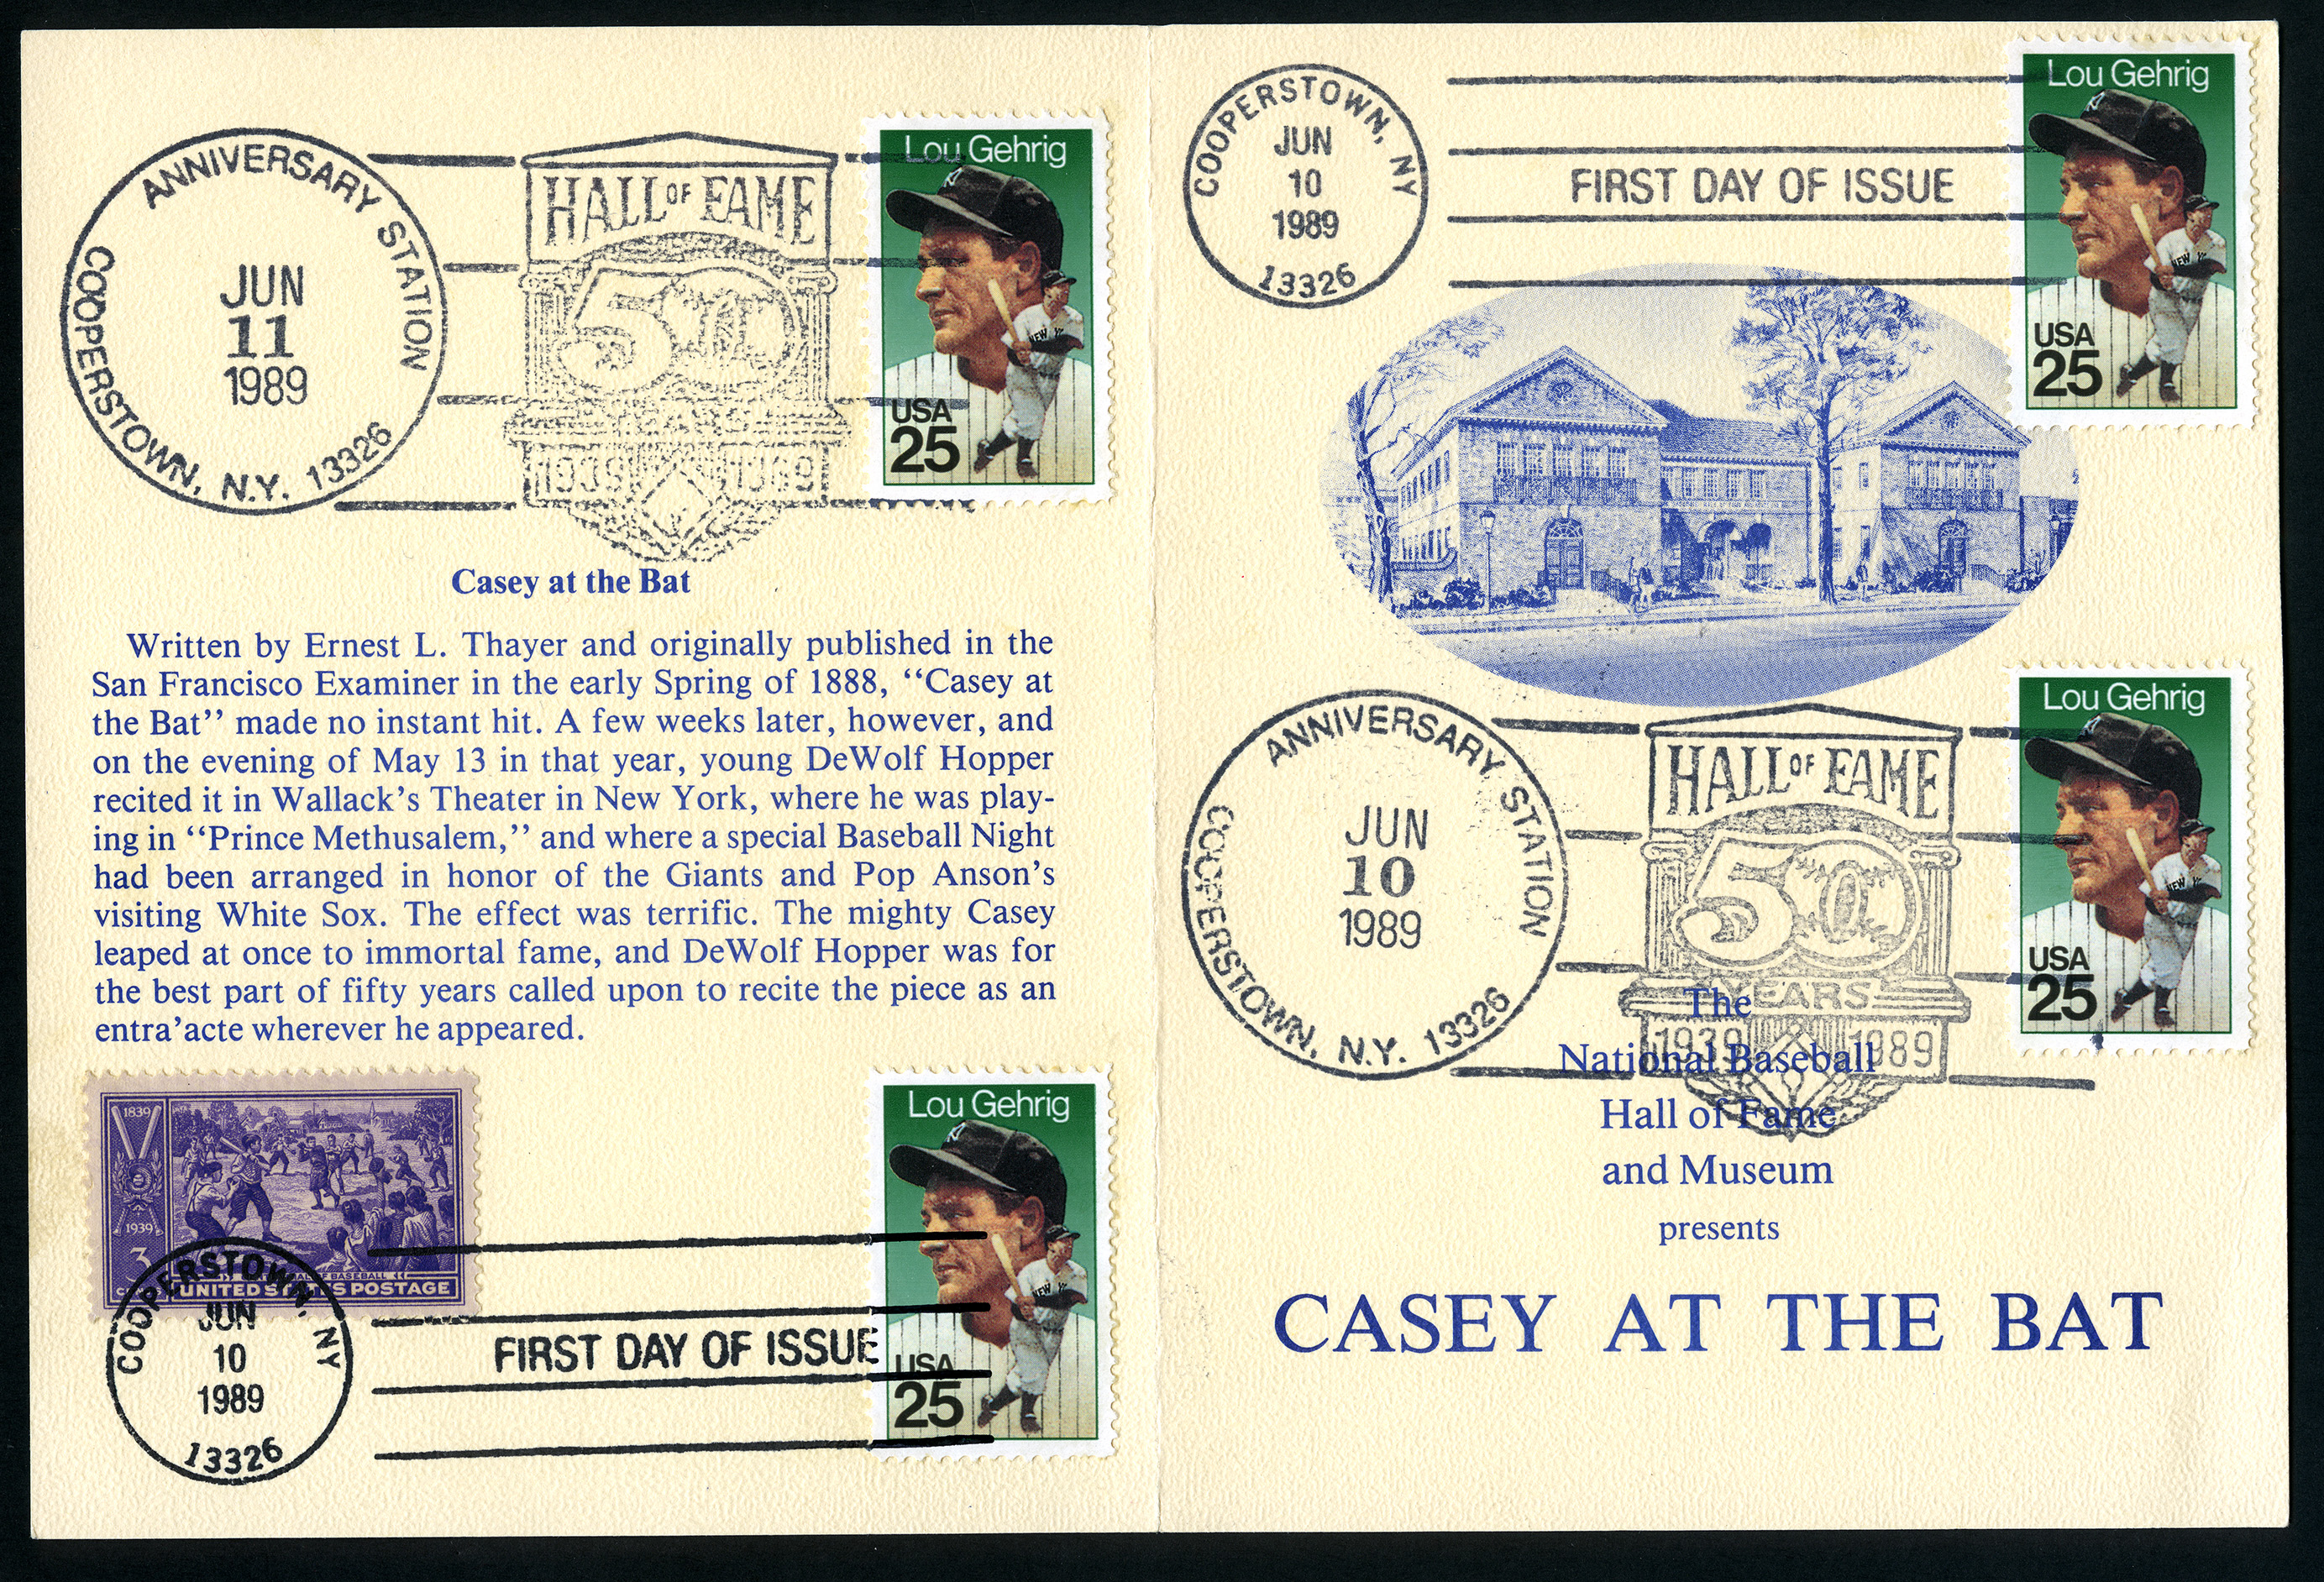 ANNIVERSARY STATION
JUN
11
1989
COOPERSTOWN, N.Y. 13326
HALL OF FAME
50
1939 1989
Lou Gehrig
NEW Y
USA
25
Casey at the Bat
Written by Ernest L. Thayer and originally published in the
San Francisco Examiner in the early Spring of 1888, “Casey at
the Bat” made no instant hit. A few weeks later, however, and
on the evening of May 13 in that year, young DeWolf Hopper
recited it in Wallack’s Theater in New York, where he was play-
ing in “Prince Methusalem,” and where a special Baseball Night
had been arranged in honor of the Giants and Pop Anson’s
visiting White Sox. The effect was terrific. The mighty Casey
leaped at once to immortal fame, and DeWolf Hopper was for
the best part of fifty years called upon to recite the piece as an
entra’acte wherever he appeared.
1839
1939
3
OF BASEBALL
UNITED STATES POSTAGE
COOPERSTOWN, NY
JUN
10
1989
13326
FIRST DAY OF ISSUE
Lou Gehrig
NEW Y
USA
25
COOPERSTOWN, NY
JUN
10
1989
13326
FIRST DAY OF ISSUE
Lou Gehrig
NEW Y
USA
25
ANNIVERSARY STATION
JUN
10
1989
COOPERSTOWN, N.Y. 13326
HALL OF FAME
50
YEARS
1939 1989
Lou Gehrig
NEW Y
USA
25
The
National Baseball
Hall of Fame
and Museum
presents
CASEY AT THE BAT